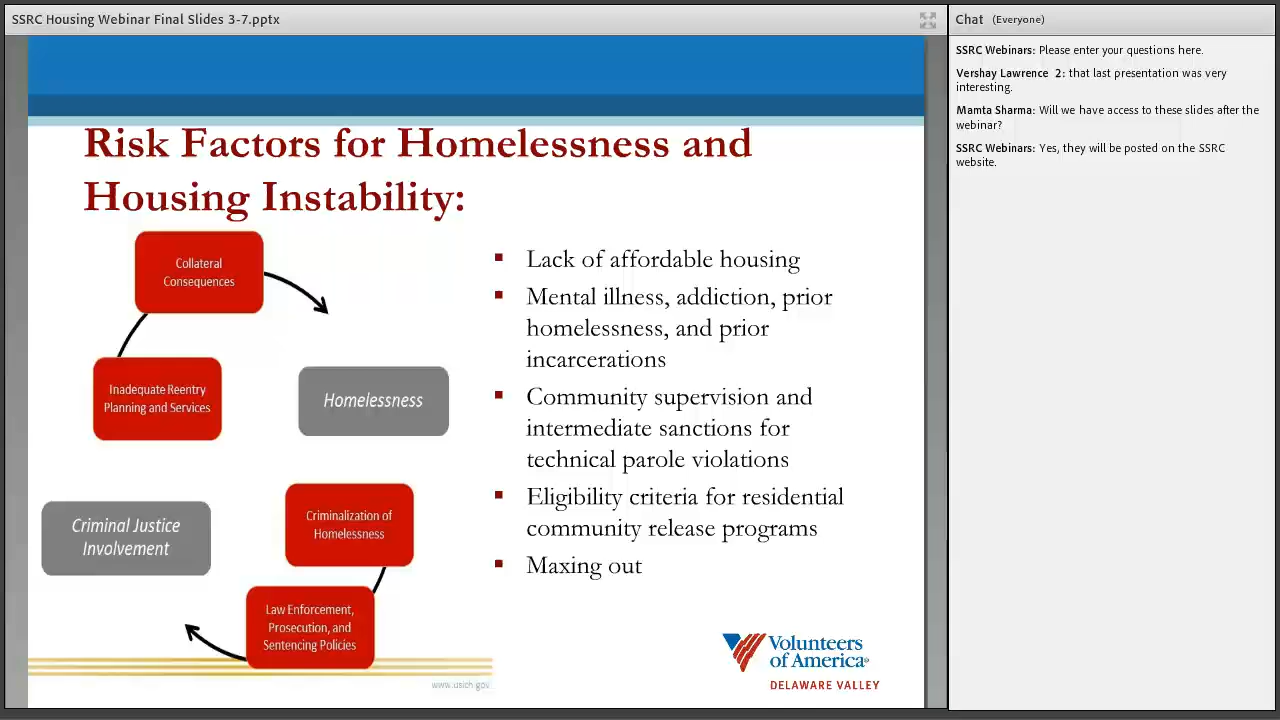 SSRC Housing Webinar Final Slides 3-7.pptx
Risk Factors for Homelessness and
Housing Instability:
Collateral
Consequences
Inadequate Reentry
Planning and Services
Homelessness
Criminal Justice
Involvement
Criminalization of
Homelessness
Law Enforcement,
Prosecution, and
Sentencing Policies
www.usich.gov
Lack of affordable housing
Mental illness, addiction, prior
homelessness, and prior
incarcerations
Community supervision and
intermediate sanctions for
technical parole violations
Eligibility criteria for residential
community release programs
Maxing out
Volunteers
of America®
DELAWARE VALLEY
Chat (Everyone)
SSRC Webinars: Please enter your questions here.
Vershay Lawrence 2: that last presentation was very
interesting.
Mamta Sharma: Will we have access to these slides after the
webinar?
SSRC Webinars: Yes, they will be posted on the SSRC
website.